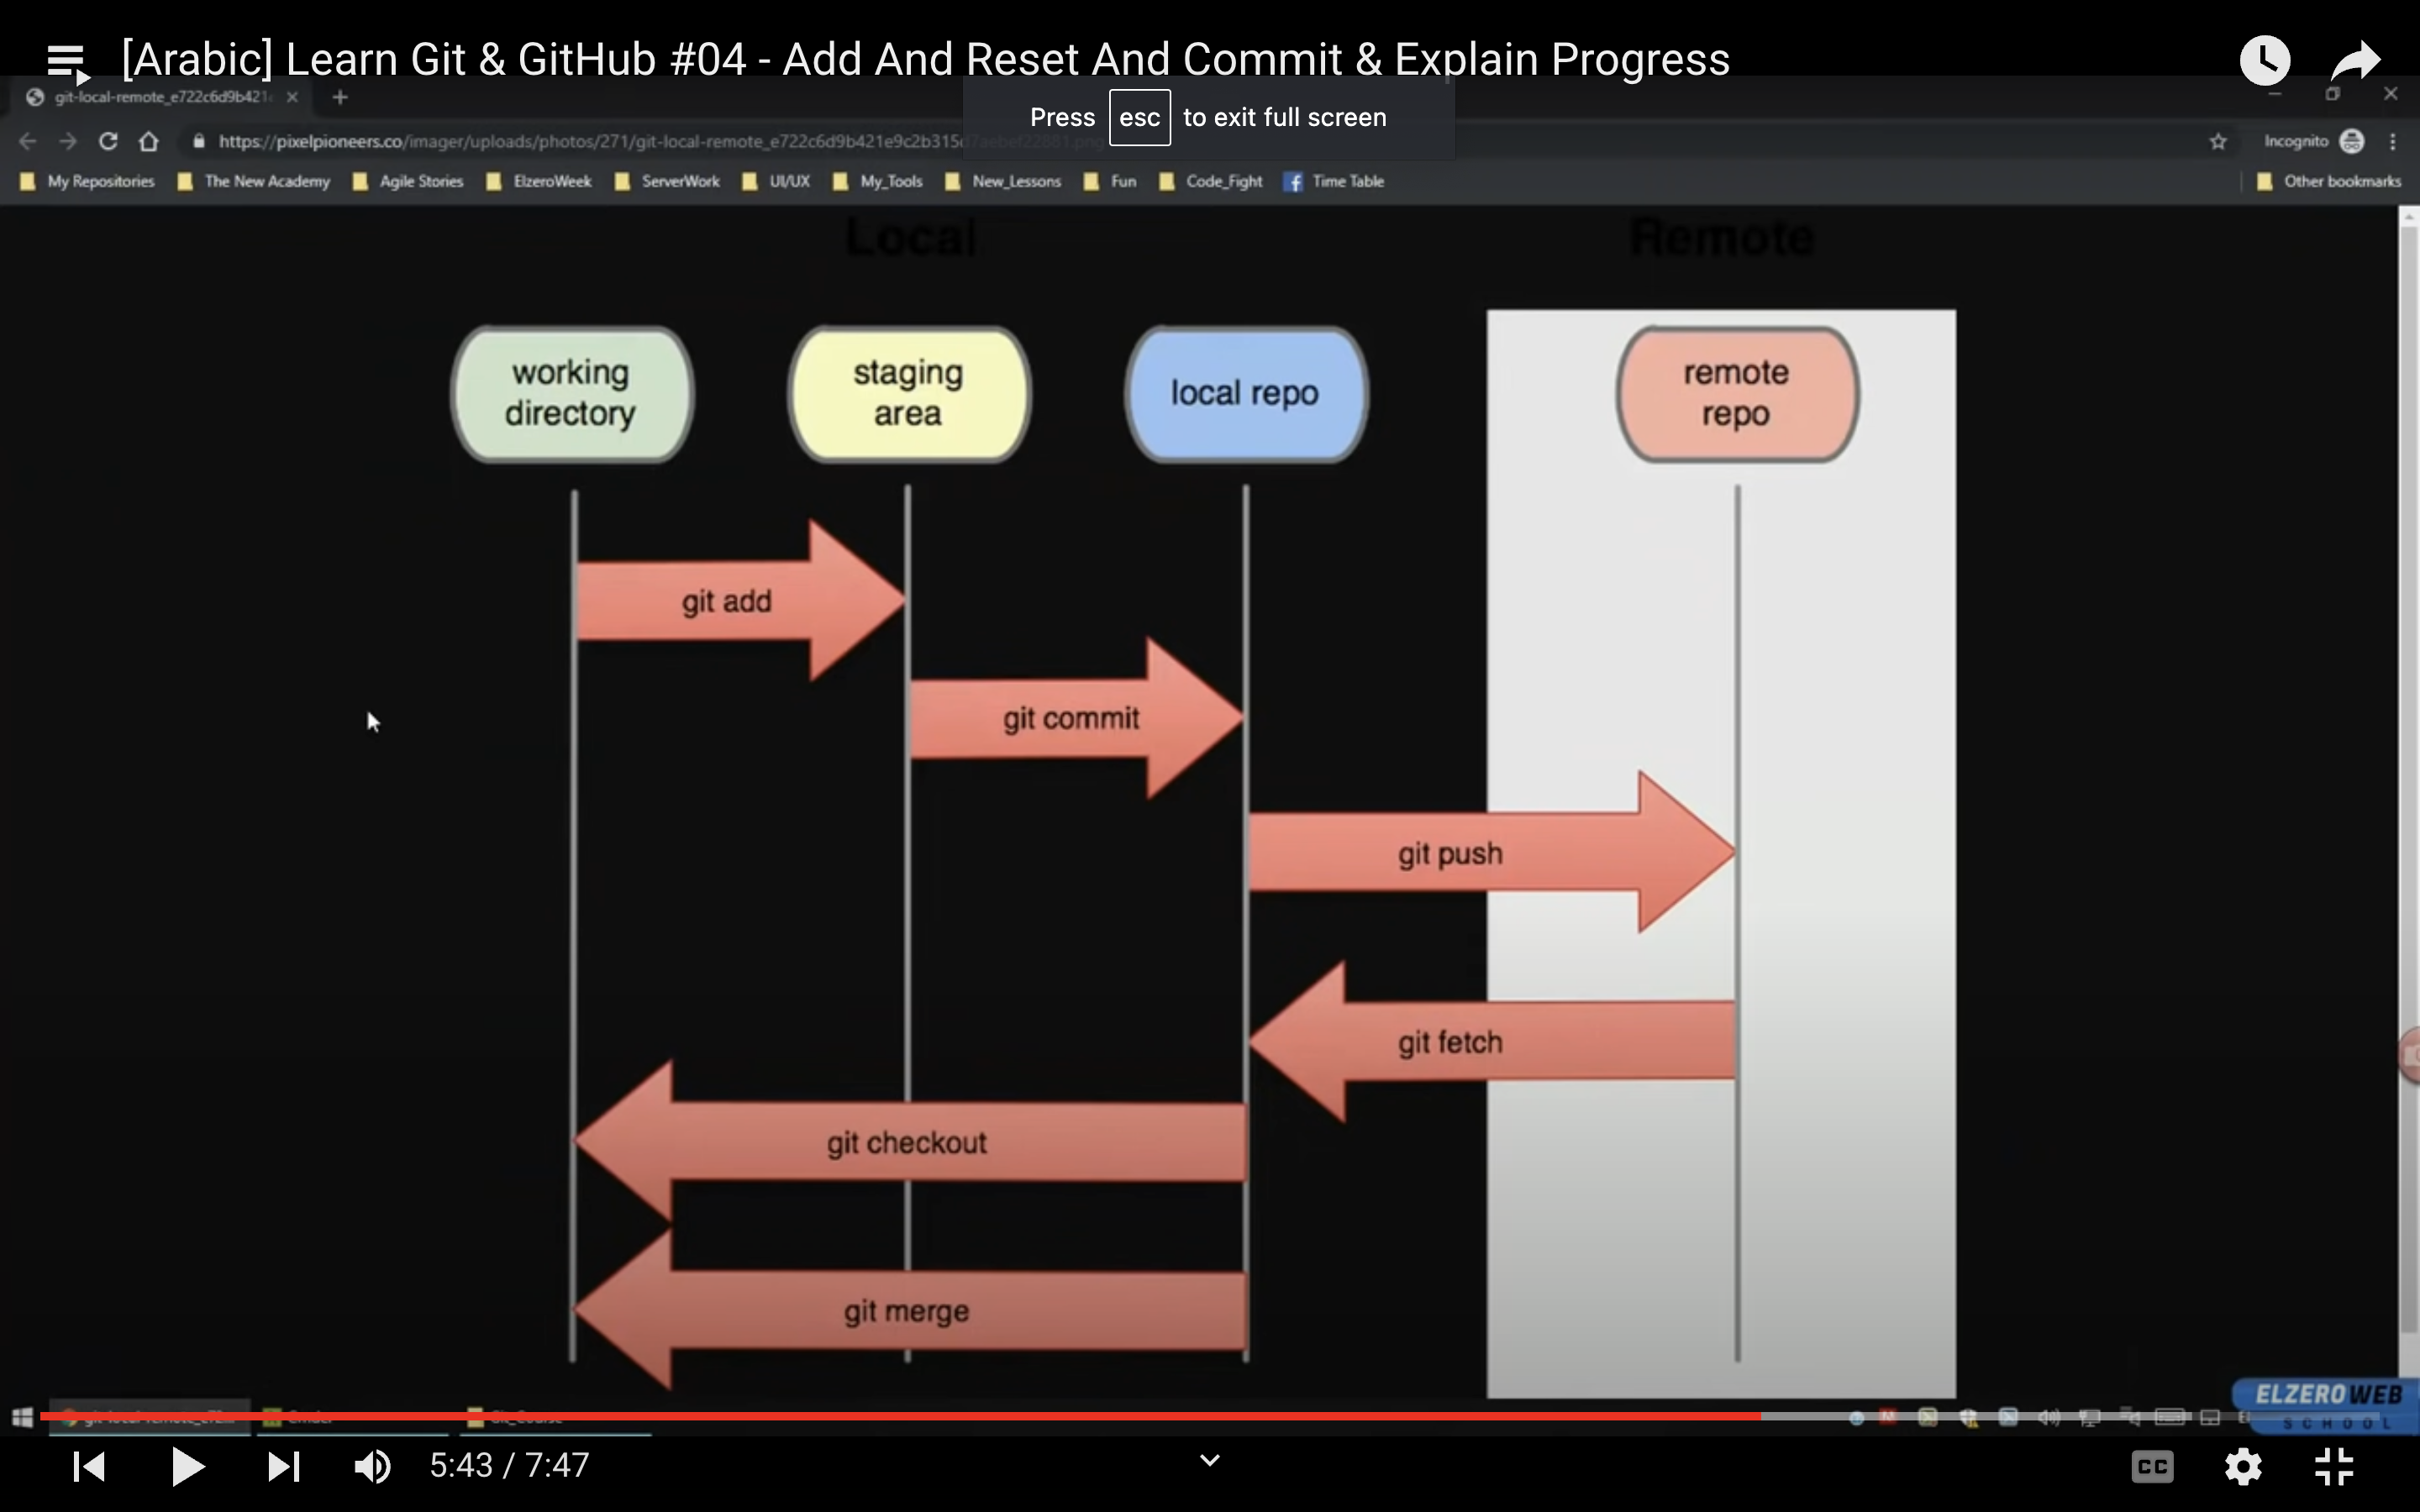 [Arabic] Learn Git & GitHub #04 - Add And Reset And Commit & Explain Progress
git-local-remote_e722c6d9b421
Press esc to exit full screen
https://pixelpioneers.co/imager/uploads/photos/271/git-local-remote_e722c6d9b421e9c2b315
Incognito
My Repositories The New Academy Agile Stories ElzeroWeek ServerWork UI/UX My_Tools New_Lessons Fun Code_Fight Time Table Other bookmarks
Local Remote
working
directory
staging
area
local repo
remote
repo
git add
git commit
git push
git fetch
git checkout
git merge
ELZEROWEB
SCHOOL
5:43 / 7:47
CC